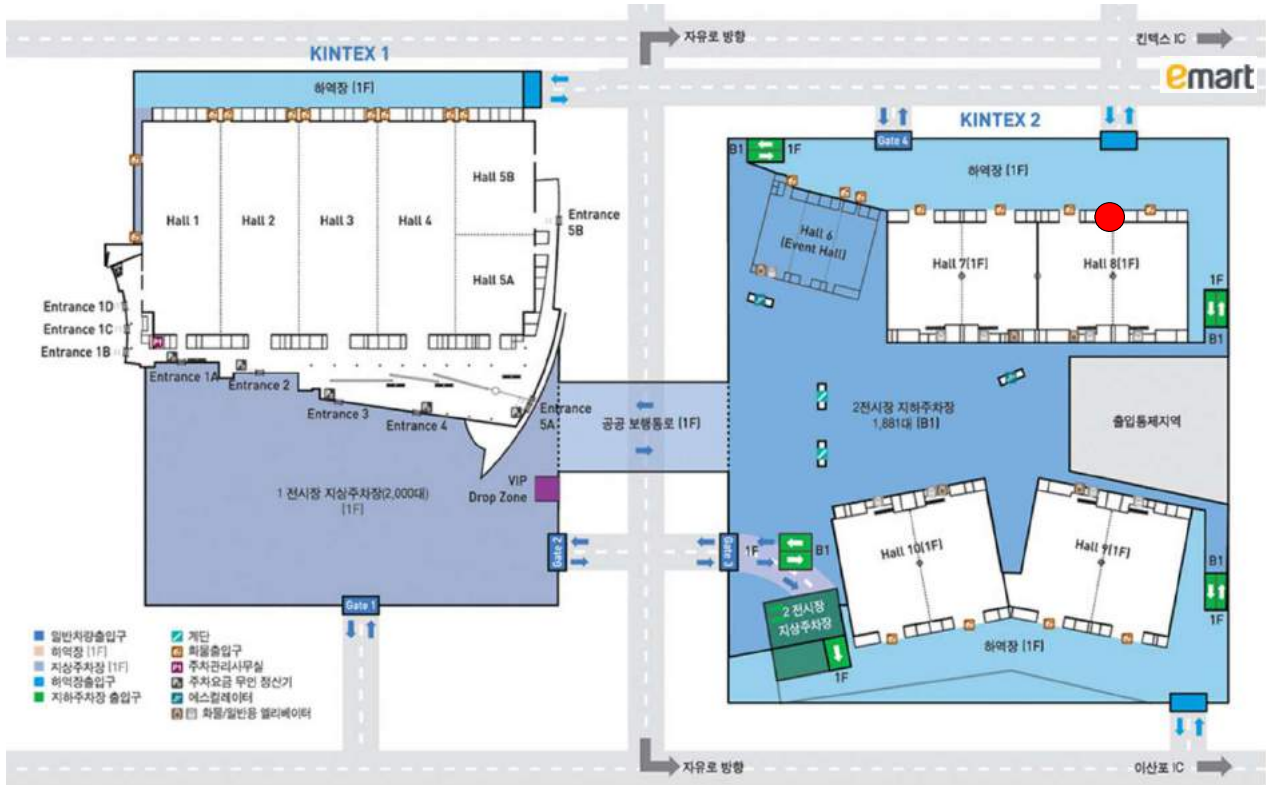 자유로 방향
킨텍스 IC
emart
KINTEX 1
하역장 (1F)
Hall 1
Hall 2
Hall 3
Hall 4
Hall 5B
Hall 5A
Entrance
5B
Entrance 1D
Entrance 1C
Entrance 1B
P1
Entrance 1A
Entrance 2
Entrance 3
Entrance 4
Entrance
5A
1 전시장 지상주차장(2,000대)
(1F)
VIP
Drop Zone
Gate 1
Gate 2
공공 보행통로 (1F)
KINTEX 2
Gate 4
B1
1F
하역장 (1F)
Hall 6
(Event Hall)
Hall 7(1F)
Hall 8(1F)
1F
B1
2전시장 지하주차장
1,881대 (B1)
출입통제지역
Gate 3
1F
B1
2 전시장
지상주차장
1F
Hall 10(1F)
Hall 9(1F)
B1
1F
하역장 (1F)
일반차량출입구
하역장 (1F)
지상주차장 (1F)
하역장출입구
지하주차장 출입구
계단
화물출입구
P1 주차관리사무실
주차요금 무인 정산기
에스컬레이터
화물/일반용 엘리베이터
자유로 방향
이산포 IC